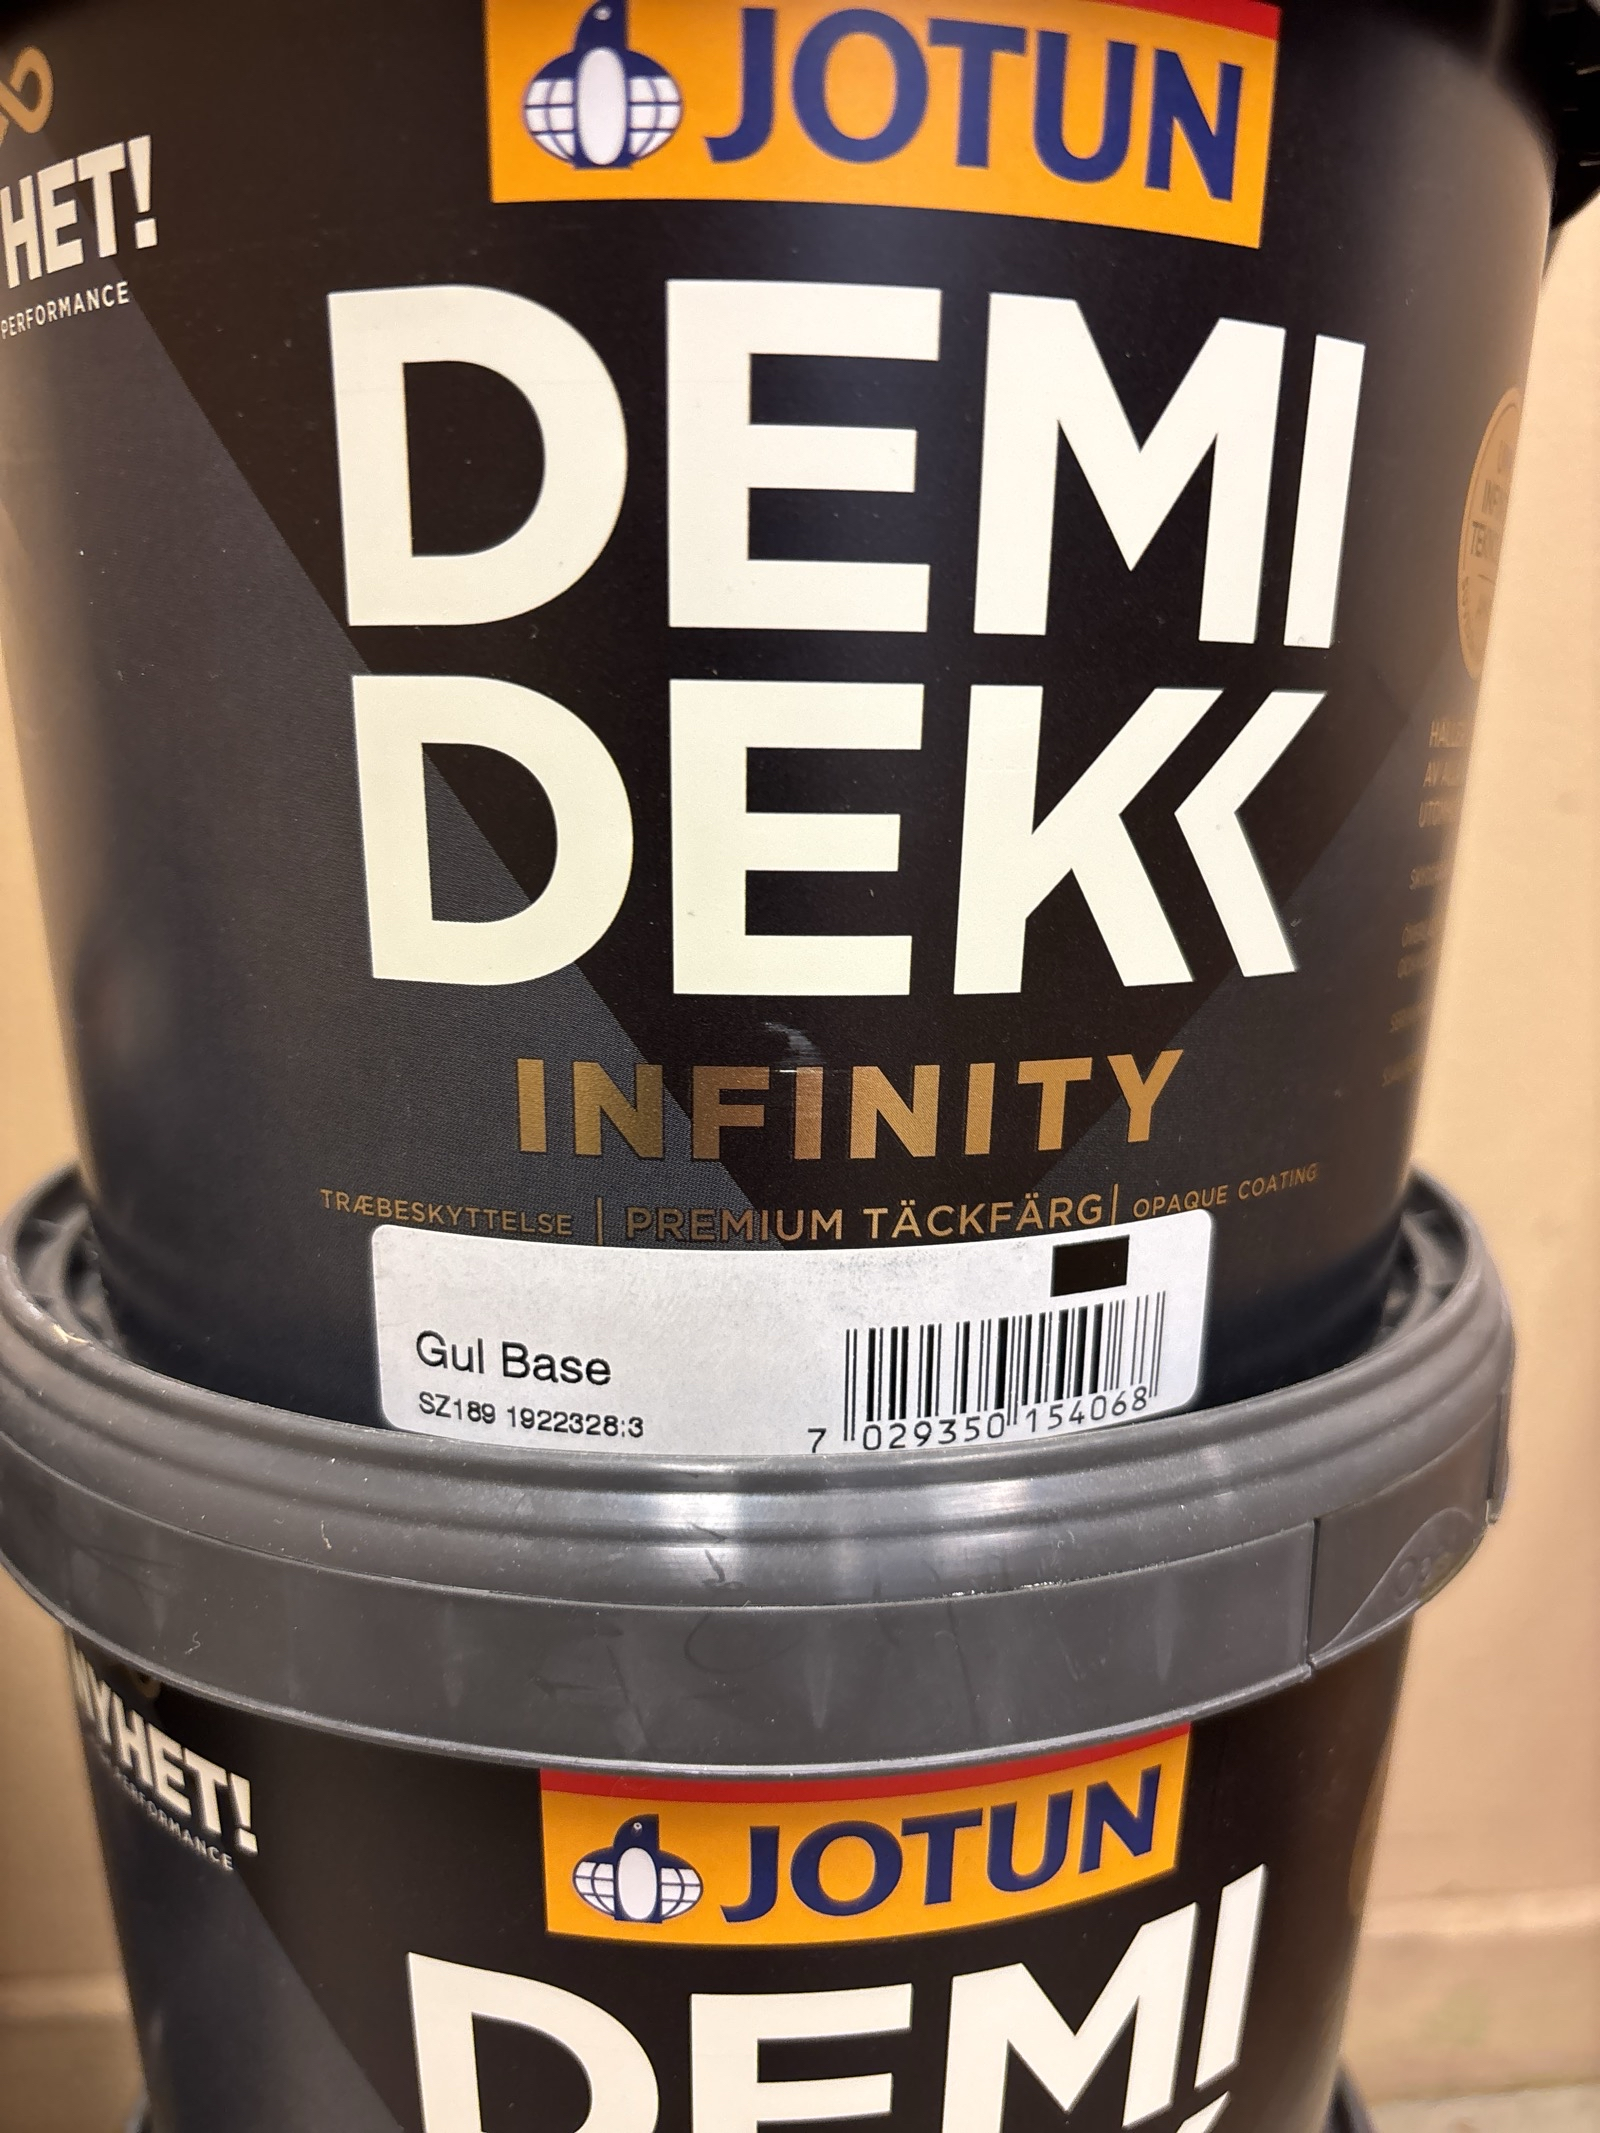 JOTUN
HET!
PERFORMANCE
DEMI
DEKK
INFINITY
TRÆBESKYTTELSE | PREMIUM TÄCKFÄRG | OPAQUE COATING
Gul Base
SZ189 1922328:3
7 029350 154068
NYHET!
PERFORMANCE
JOTUN
DEMI